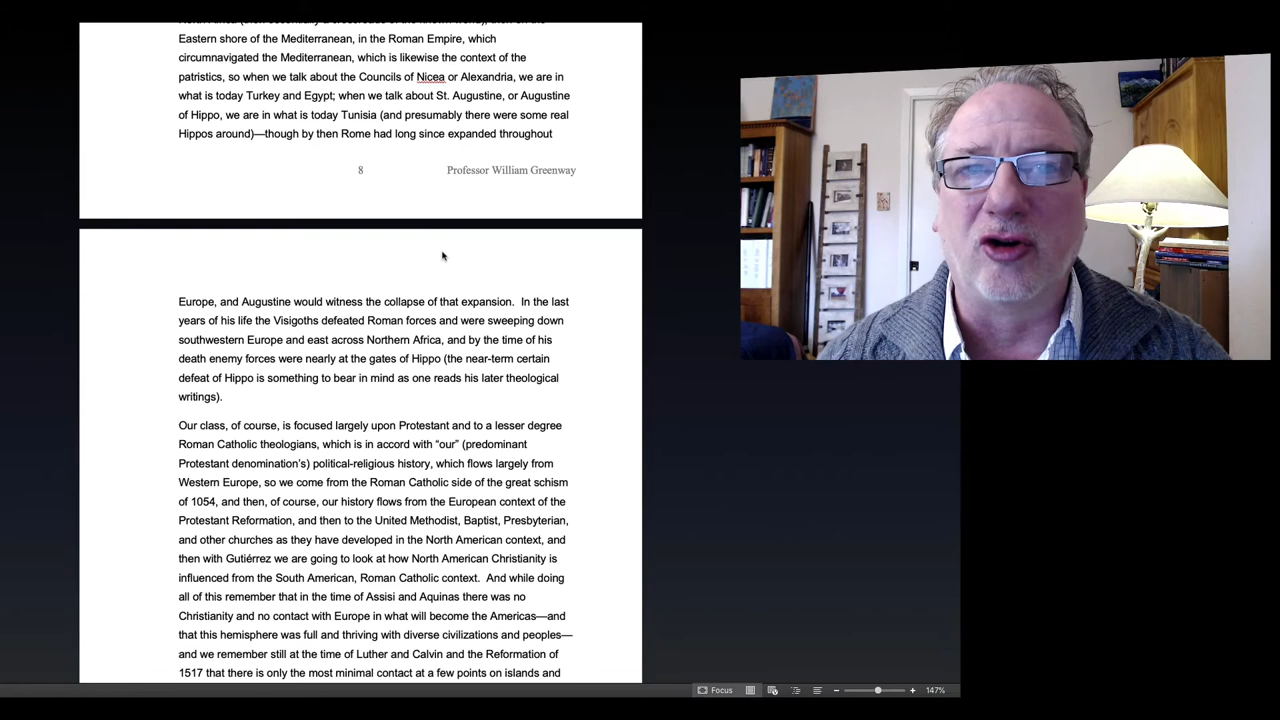 Eastern shore of the Mediterranean, in the Roman Empire, which
circumnavigated the Mediterranean, which is likewise the context of the
patristics, so when we talk about the Councils of Nicea or Alexandria, we are in
what is today Turkey and Egypt; when we talk about St. Augustine, or Augustine
of Hippo, we are in what is today Tunisia (and presumably there were some real
Hippos around)—though by then Rome had long since expanded throughout
8 Professor William Greenway
Europe, and Augustine would witness the collapse of that expansion.  In the last
years of his life the Visigoths defeated Roman forces and were sweeping down
southwestern Europe and east across Northern Africa, and by the time of his
death enemy forces were nearly at the gates of Hippo (the near-term certain
defeat of Hippo is something to bear in mind as one reads his later theological
writings).
Our class, of course, is focused largely upon Protestant and to a lesser degree
Roman Catholic theologians, which is in accord with “our” (predominant
Protestant denomination’s) political-religious history, which flows largely from
Western Europe, so we come from the Roman Catholic side of the great schism
of 1054, and then, of course, our history flows from the European context of the
Protestant Reformation, and then to the United Methodist, Baptist, Presbyterian,
and other churches as they have developed in the North American context, and
then with Gutiérrez we are going to look at how North American Christianity is
influenced from the South American, Roman Catholic context.  And while doing
all of this remember that in the time of Assisi and Aquinas there was no
Christianity and no contact with Europe in what will become the Americas—and
that this hemisphere was full and thriving with diverse civilizations and peoples—
and we remember still at the time of Luther and Calvin and the Reformation of
1517 that there is only the most minimal contact at a few points on islands and
Focus 147%